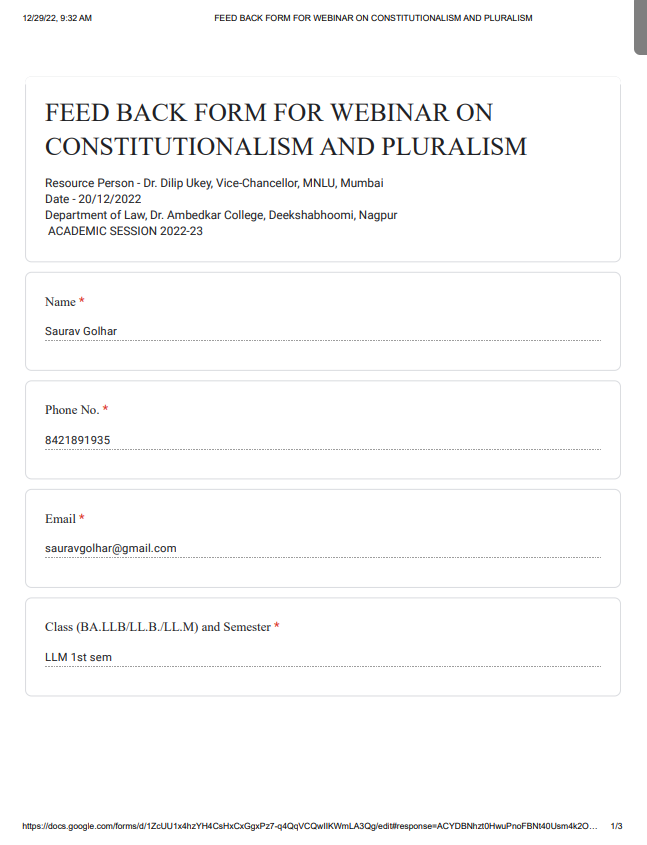 12/29/22, 9:32 AM FEED BACK FORM FOR WEBINAR ON CONSTITUTIONALISM AND PLURALISM
FEED BACK FORM FOR WEBINAR ON
CONSTITUTIONALISM AND PLURALISM
Resource Person - Dr. Dilip Ukey, Vice-Chancellor, MNLU, Mumbai
Date - 20/12/2022
Department of Law, Dr. Ambedkar College, Deekshabhoomi, Nagpur
ACADEMIC SESSION 2022-23
Name *
Saurav Golhar
Phone No. *
8421891935
Email *
sauravgolhar@gmail.com
Class (BA.LLB/LL.B./LL.M) and Semester *
LLM 1st sem
https://docs.google.com/forms/d/1ZcUU1x4hzYH4CsHxCxGgxPz7-q4QqVCQwIlKWmLA3Qg/edit#response=ACYDBNhzt0HwuPnoFBNt40Usm4k2O... 1/3